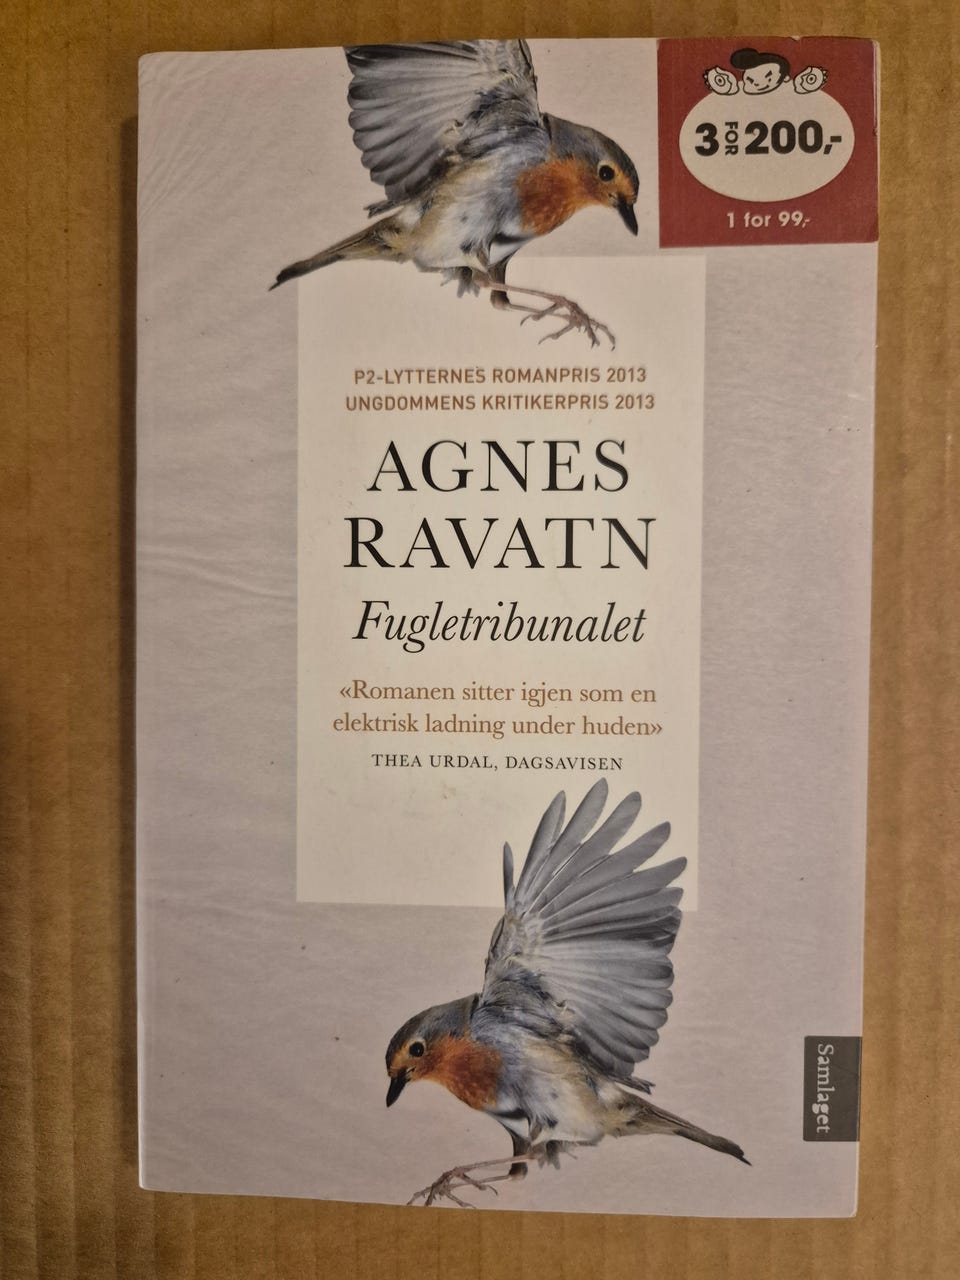 3 FOR 200,-
1 for 99,-
P2-LYTTERNES ROMANPRIS 2013
UNGDOMMENS KRITIKERPRIS 2013
AGNES
RAVATN
Fugletribunalet
«Romanen sitter igjen som en
elektrisk ladning under huden»
THEA URDAL, DAGSAVISEN
Samlaget